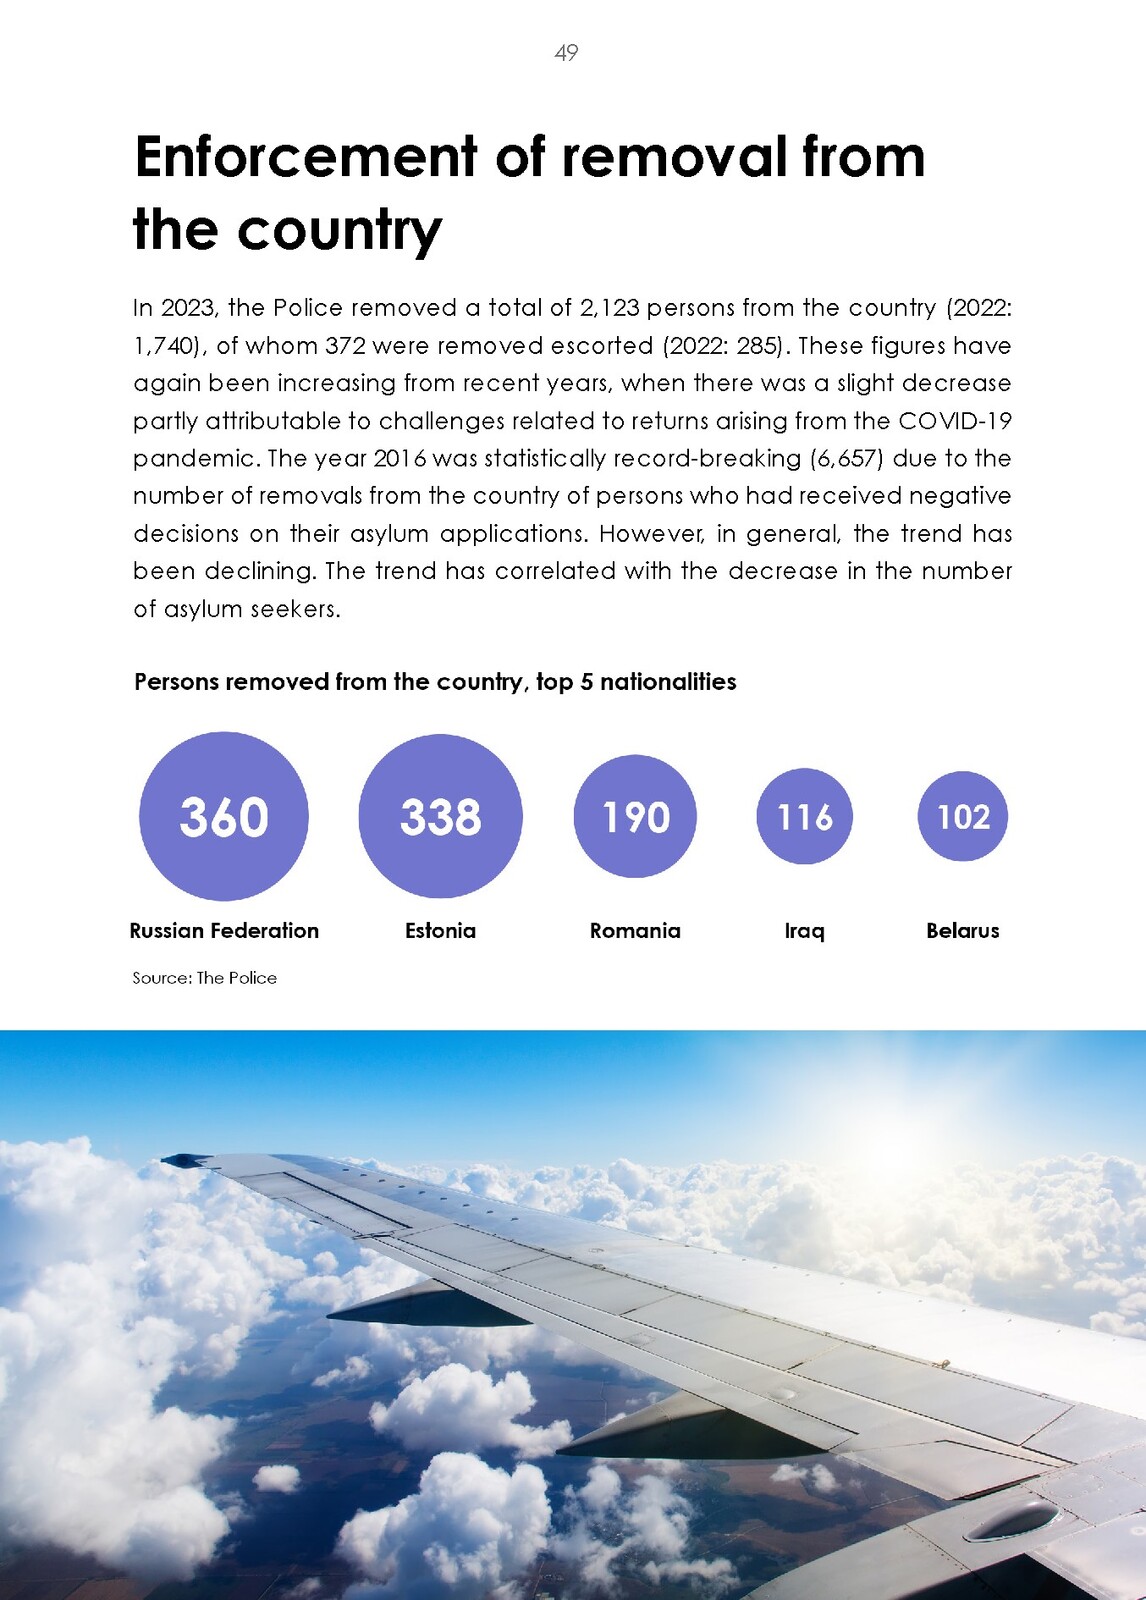 49
Enforcement of removal from
the country
In 2023, the Police removed a total of 2,123 persons from the country (2022:
1,740), of whom 372 were removed escorted (2022: 285). These figures have
again been increasing from recent years, when there was a slight decrease
partly attributable to challenges related to returns arising from the COVID-19
pandemic. The year 2016 was statistically record-breaking (6,657) due to the
number of removals from the country of persons who had received negative
decisions on their asylum applications. However, in general, the trend has
been declining. The trend has correlated with the decrease in the number
of asylum seekers.
Persons removed from the country, top 5 nationalities
360 338 190 116 102
Russian Federation Estonia Romania Iraq Belarus
Source: The Police